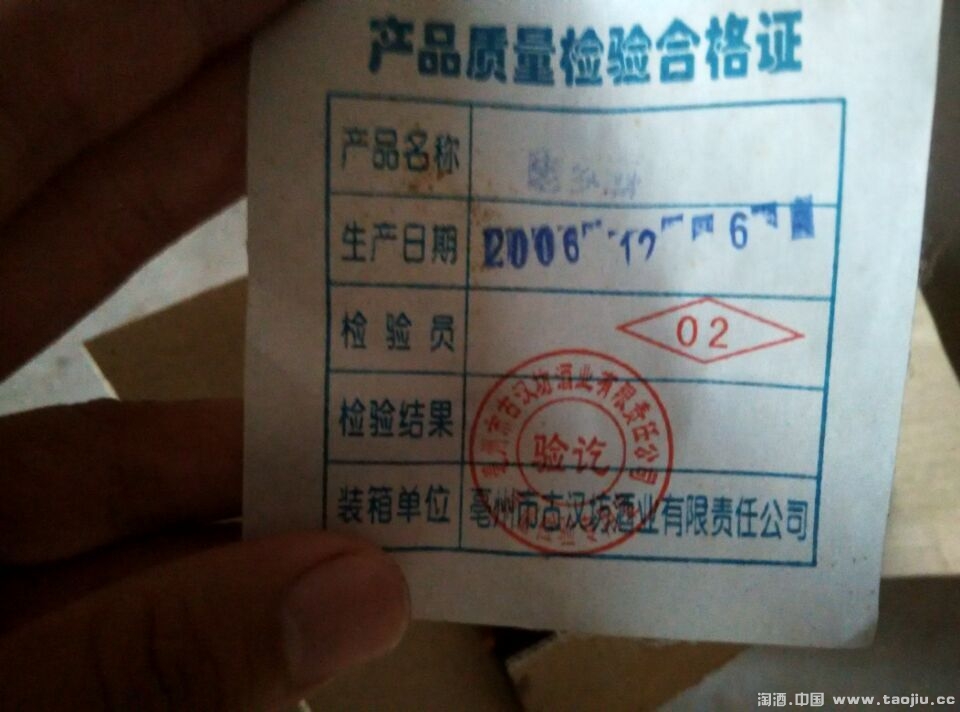 产品质量检验合格证
产品名称
生产日期 2006 12 6
检验员 02
检验结果
亳州市古汉坊酒业有限责任公司
验讫
装箱单位 亳州市古汉坊酒业有限责任公司
淘酒.中国 www.taojiu.cc